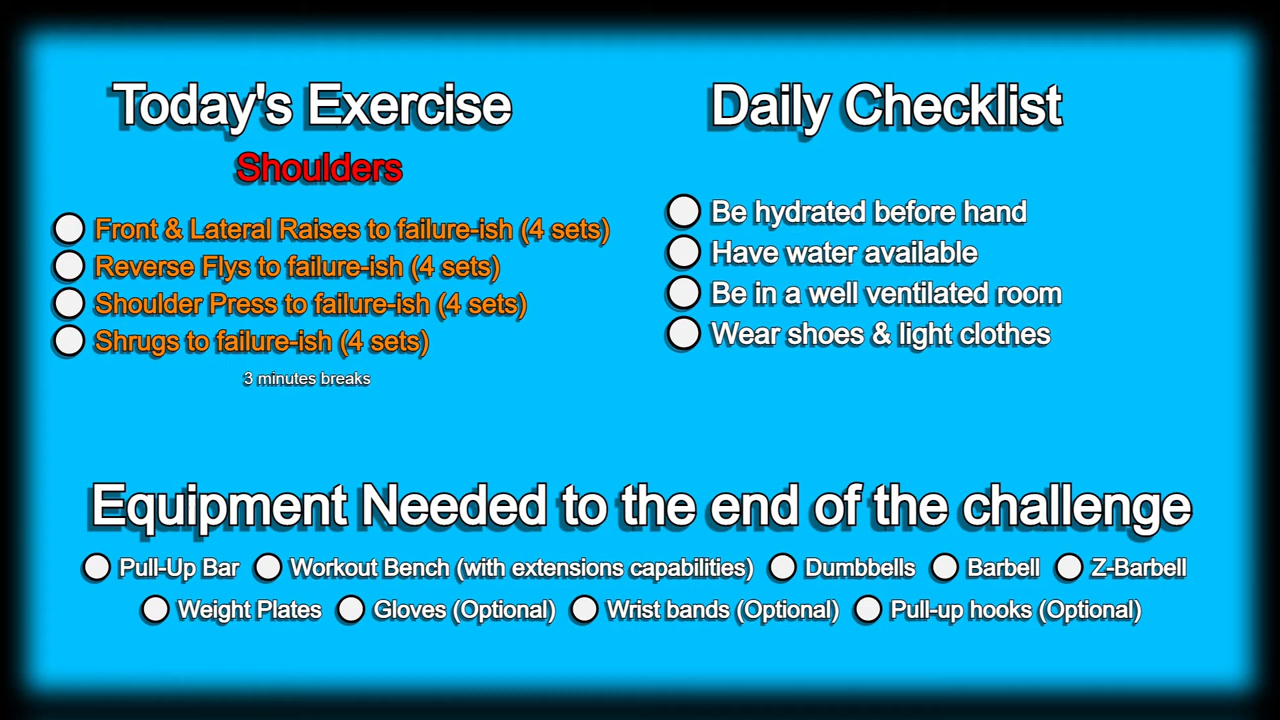 Today's Exercise
Shoulders
Front & Lateral Raises to failure-ish (4 sets)
Reverse Flys to failure-ish (4 sets)
Shoulder Press to failure-ish (4 sets)
Shrugs to failure-ish (4 sets)
3 minutes breaks
Daily Checklist
Be hydrated before hand
Have water available
Be in a well ventilated room
Wear shoes & light clothes
Equipment Needed to the end of the challenge
Pull-Up Bar Workout Bench (with extensions capabilities) Dumbbells Barbell Z-Barbell
Weight Plates Gloves (Optional) Wrist bands (Optional) Pull-up hooks (Optional)